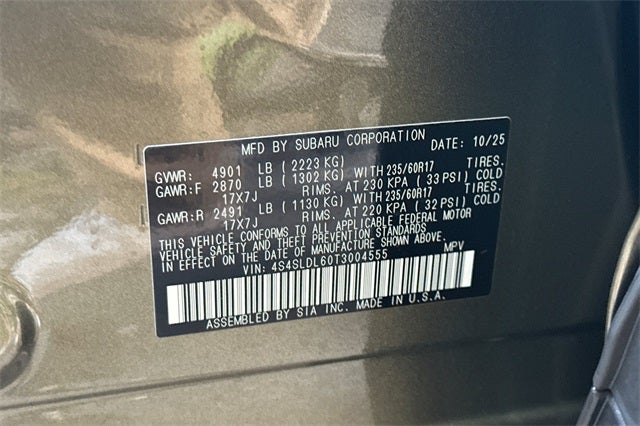 MFD BY SUBARU CORPORATION DATE: 10/25
GVWR: 4901 LB ( 2223 KG)
GAWR:F 2870 LB ( 1302 KG) WITH 235/60R17 TIRES.
17X7J RIMS. AT 230 KPA ( 33 PSI) COLD
GAWR:R 2491 LB ( 1130 KG) WITH 235/60R17 TIRES.
17X7J RIMS. AT 220 KPA ( 32 PSI) COLD
THIS VEHICLE CONFORMS TO ALL APPLICABLE FEDERAL MOTOR
VEHICLE SAFETY AND THEFT PREVENTION STANDARDS
IN EFFECT ON THE DATE OF MANUFACTURE SHOWN ABOVE.
VIN: 4S4SLDL60T3004555 MPV
ASSEMBLED BY SIA INC. MADE IN U.S.A.